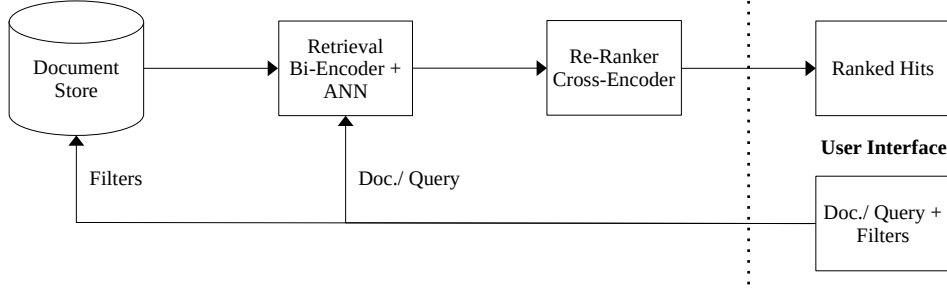 Document
Store
Retrieval
Bi-Encoder +
ANN
Re-Ranker
Cross-Encoder
Ranked Hits
User Interface
Filters
Doc./ Query
Doc./ Query +
Filters